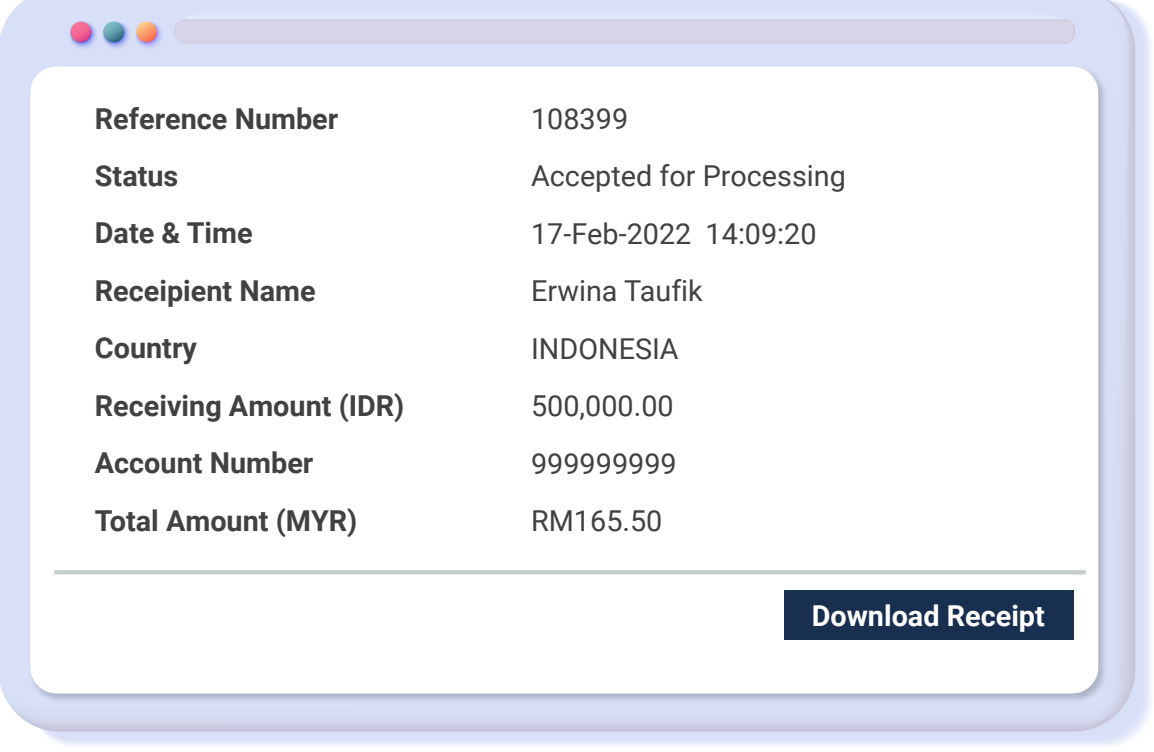 Reference Number 108399
Status Accepted for Processing
Date & Time 17-Feb-2022 14:09:20
Receipient Name Erwina Taufik
Country INDONESIA
Receiving Amount (IDR) 500,000.00
Account Number 999999999
Total Amount (MYR) RM165.50
Download Receipt